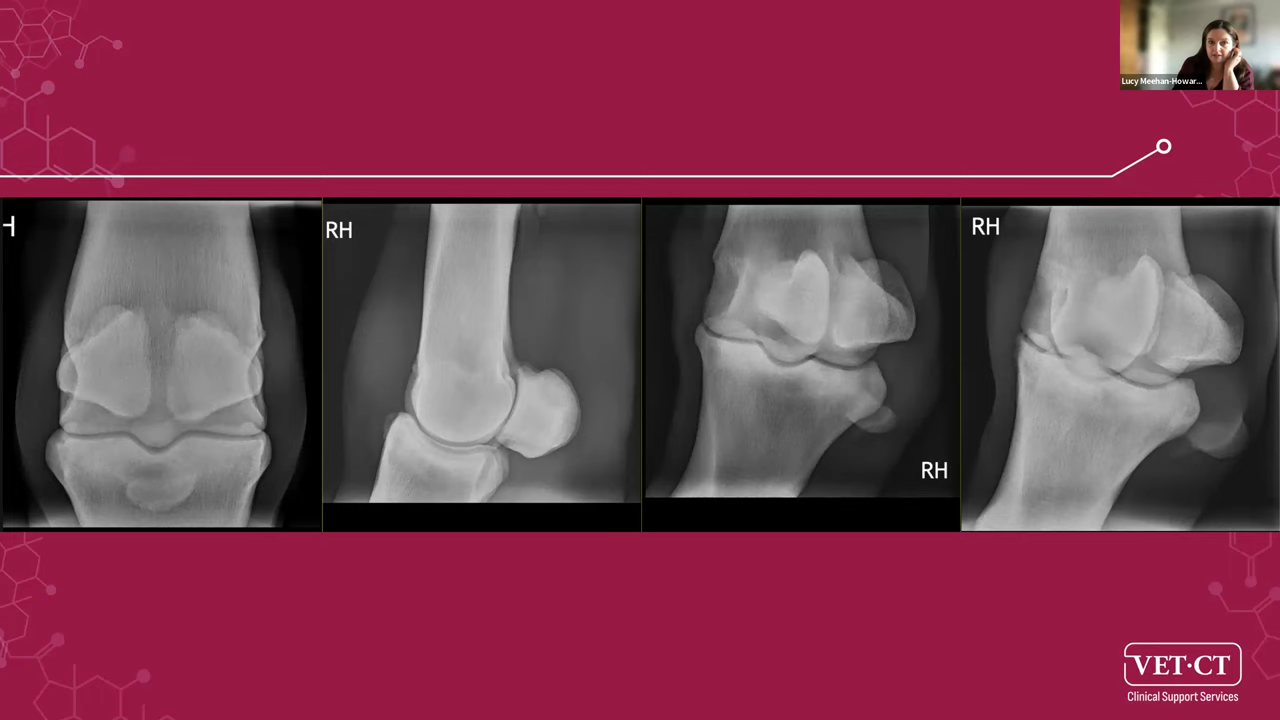 Lucy Meehan-Howar...
H
RH
RH
RH
VET·CT
Clinical Support Services